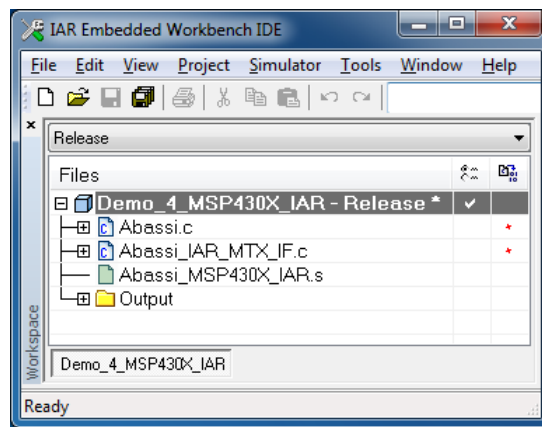 IAR Embedded Workbench IDE
File Edit View Project Simulator Tools Window Help
Release
Files
Demo_4_MSP430X_IAR - Release *
Abassi.c
Abassi_IAR_MTX_IF.c
Abassi_MSP430X_IAR.s
Output
Workspace
Demo_4_MSP430X_IAR
Ready